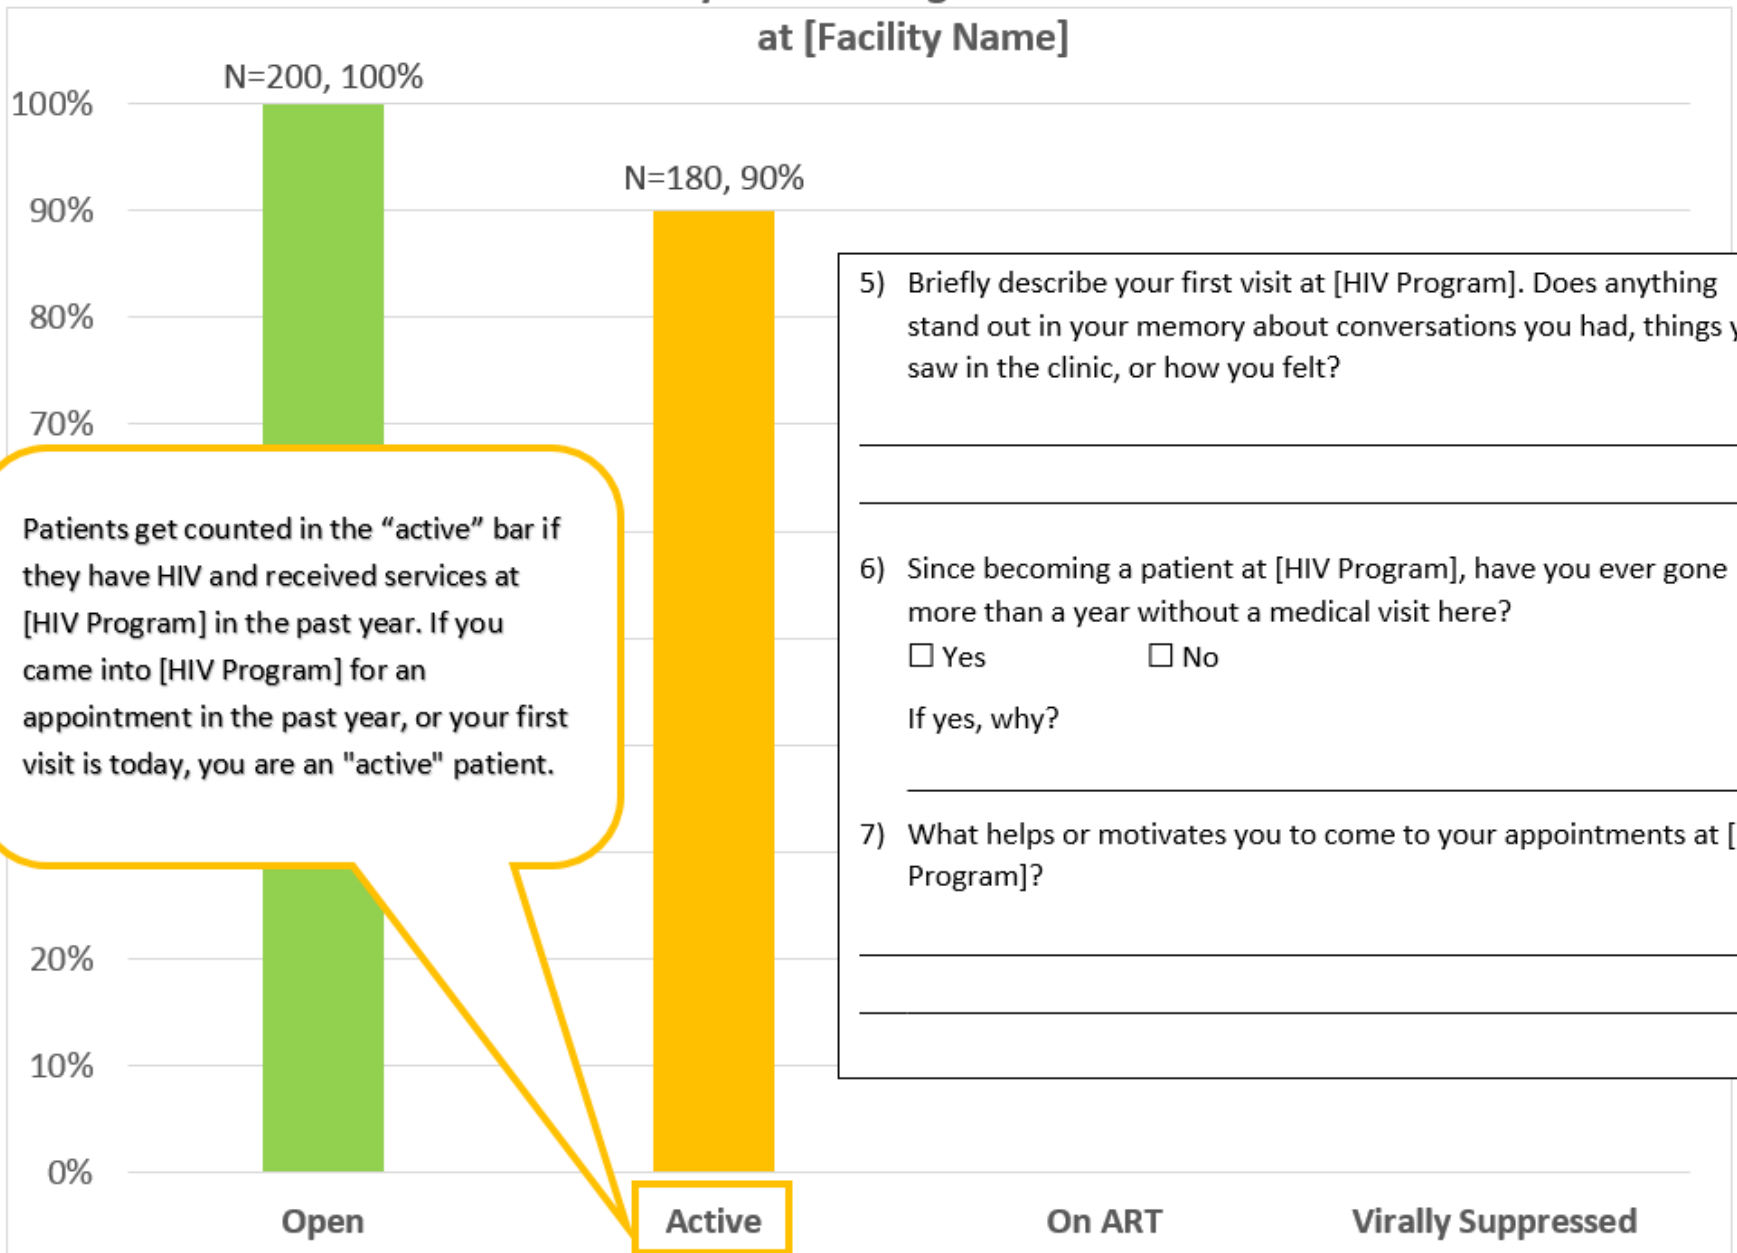 at [Facility Name]
N=200, 100%
100%
N=180, 90%
90%
80%
70%
20%
10%
0%
Patients get counted in the “active” bar if
they have HIV and received services at
[HIV Program] in the past year. If you
came into [HIV Program] for an
appointment in the past year, or your first
visit is today, you are an "active" patient.
5) Briefly describe your first visit at [HIV Program]. Does anything
stand out in your memory about conversations you had, things y
saw in the clinic, or how you felt?
6) Since becoming a patient at [HIV Program], have you ever gone
more than a year without a medical visit here?
☐ Yes ☐ No
If yes, why?
7) What helps or motivates you to come to your appointments at [
Program]?
Open Active On ART Virally Suppressed